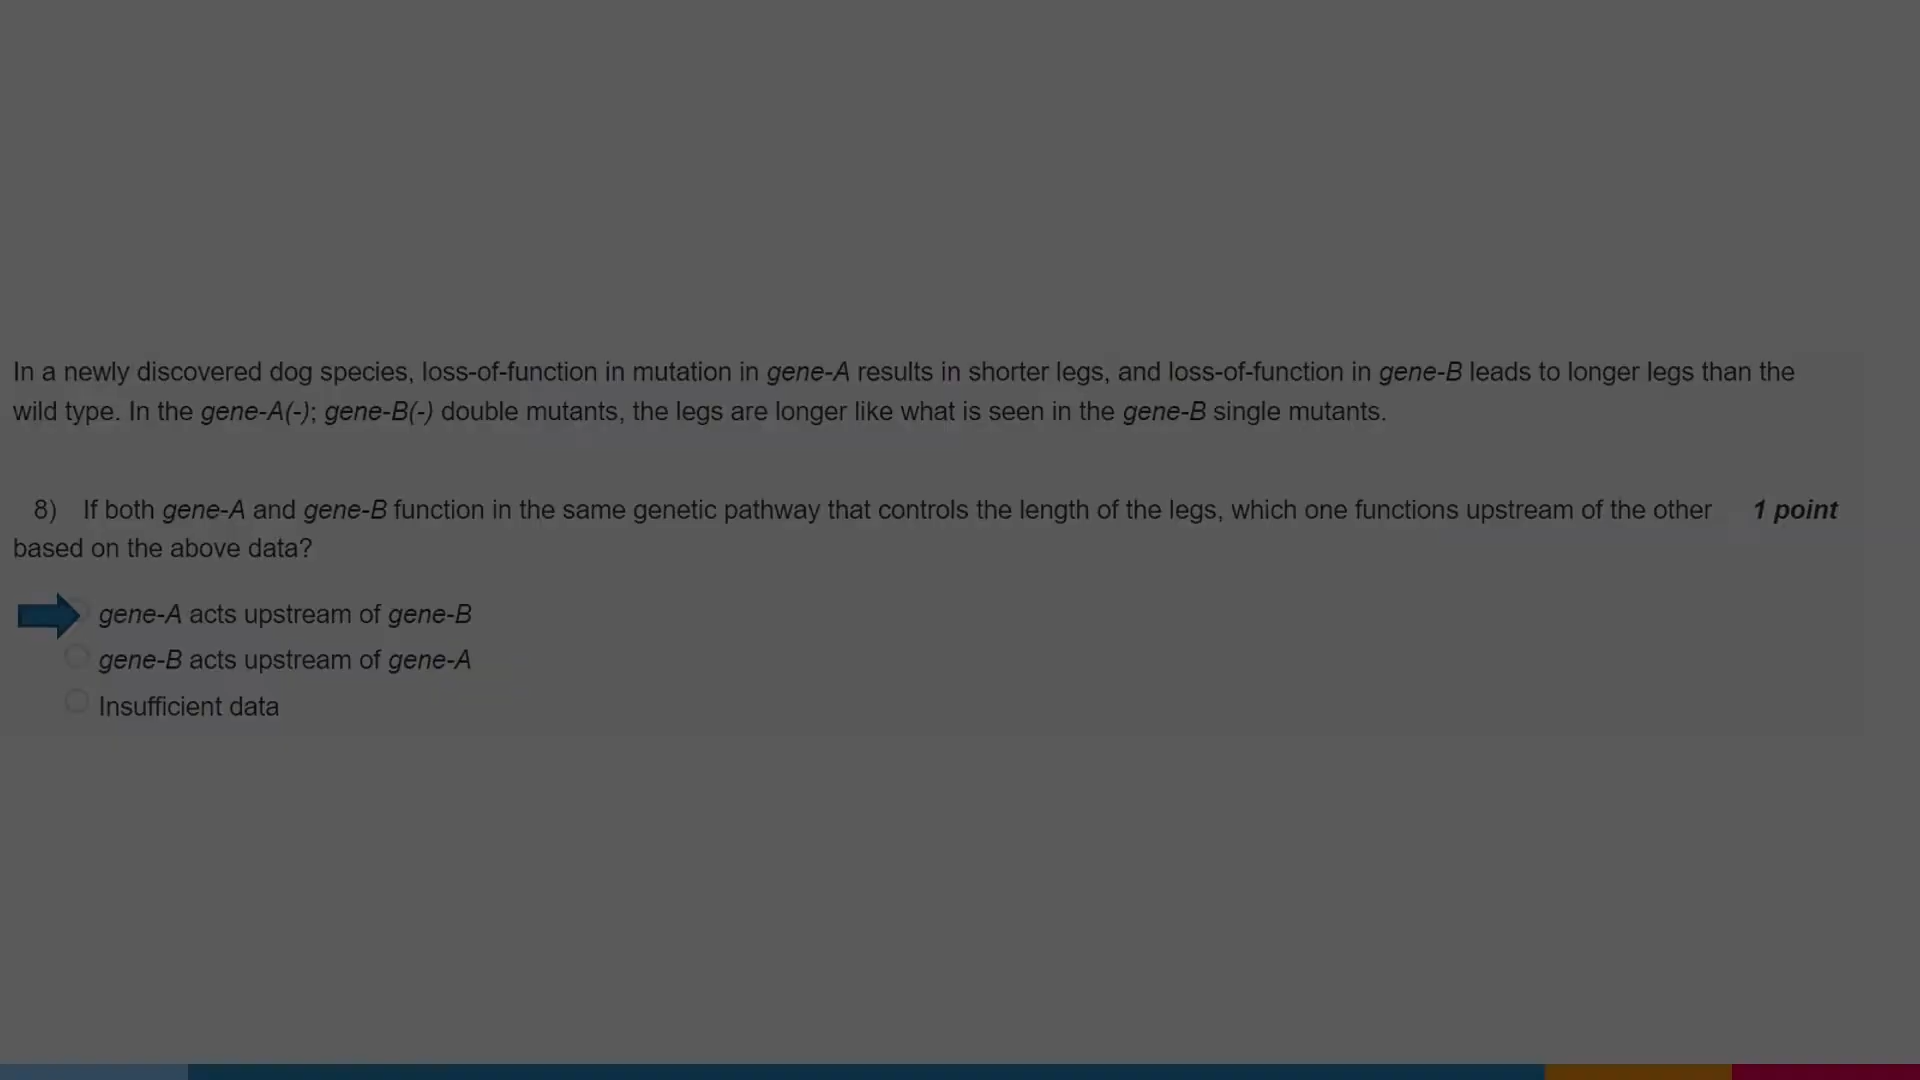 In a newly discovered dog species, loss-of-function in mutation in gene-A results in shorter legs, and loss-of-function in gene-B leads to longer legs than the
wild type. In the gene-A(-); gene-B(-) double mutants, the legs are longer like what is seen in the gene-B single mutants.
8) If both gene-A and gene-B function in the same genetic pathway that controls the length of the legs, which one functions upstream of the other 1 point
based on the above data?
gene-A acts upstream of gene-B
gene-B acts upstream of gene-A
Insufficient data